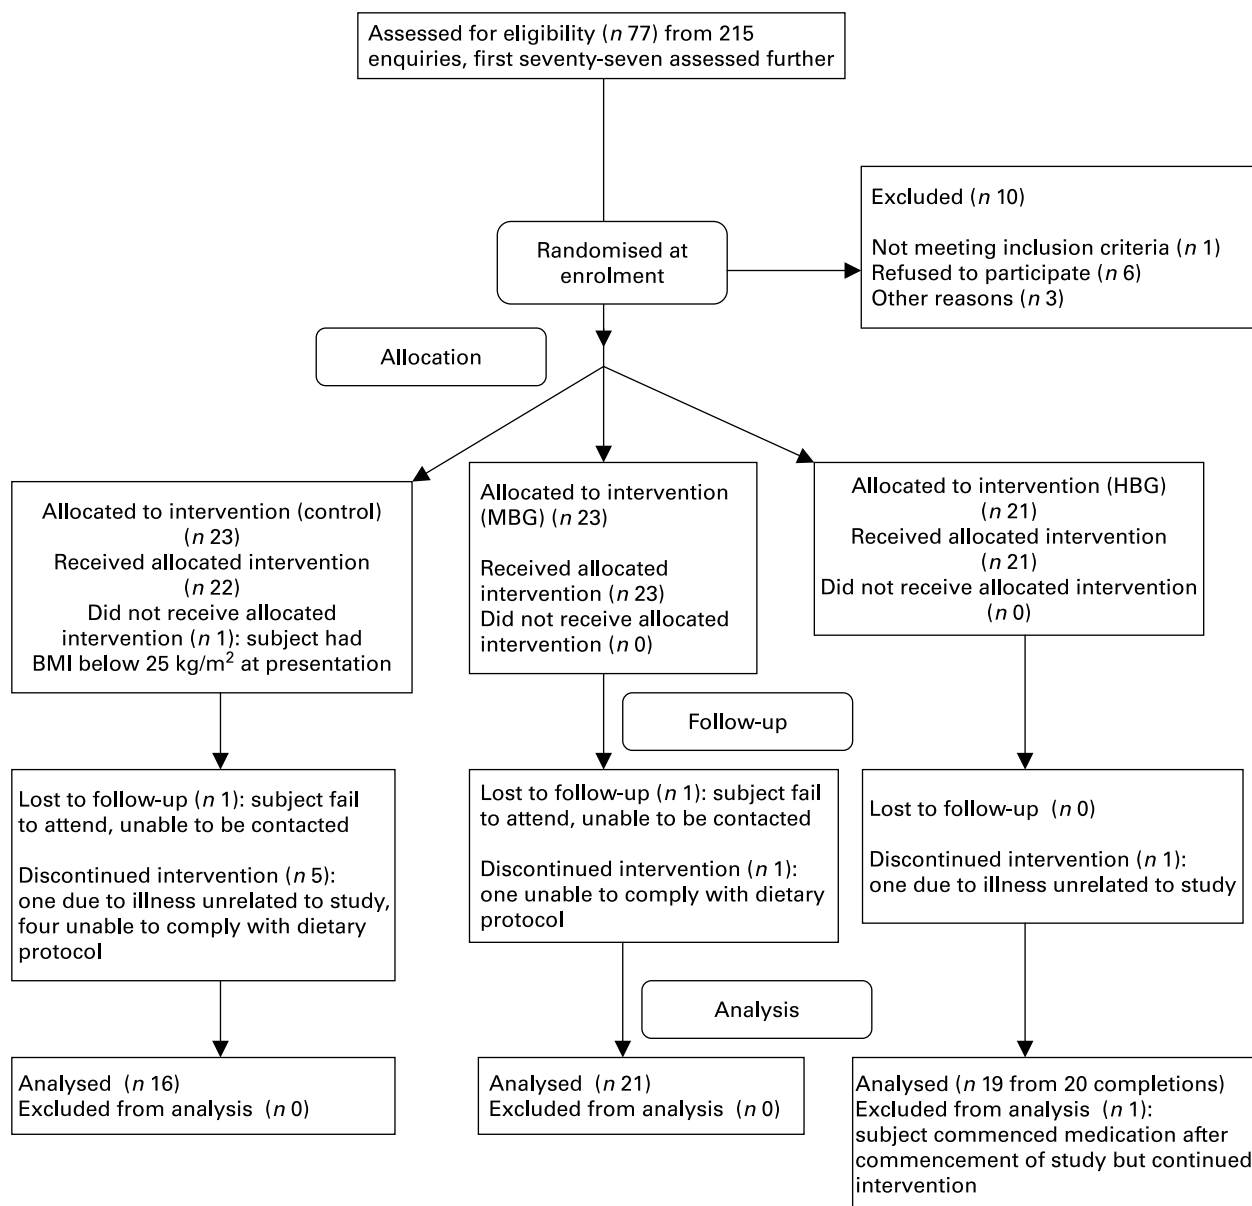 Assessed for eligibility (n 77) from 215
enquiries, first seventy-seven assessed further
Excluded (n 10)
Not meeting inclusion criteria (n 1)
Refused to participate (n 6)
Other reasons (n 3)
Randomised at
enrolment
Allocation
Allocated to intervention (control)
(n 23)
Received allocated intervention
(n 22)
Did not receive allocated
intervention (n 1): subject had
BMI below 25 kg/m² at presentation
Allocated to intervention
(MBG) (n 23)
Received allocated
intervention (n 23)
Did not receive allocated
intervention (n 0)
Allocated to intervention (HBG)
(n 21)
Received allocated intervention
(n 21)
Did not receive allocated intervention
(n 0)
Follow-up
Lost to follow-up (n 1): subject fail
to attend, unable to be contacted
Discontinued intervention (n 5):
one due to illness unrelated to study,
four unable to comply with dietary
protocol
Lost to follow-up (n 1): subject fail
to attend, unable to be contacted
Discontinued intervention (n 1):
one unable to comply with dietary
protocol
Lost to follow-up (n 0)
Discontinued intervention (n 1):
one due to illness unrelated to study
Analysis
Analysed (n 16)
Excluded from analysis (n 0)
Analysed (n 21)
Excluded from analysis (n 0)
Analysed (n 19 from 20 completions)
Excluded from analysis (n 1):
subject commenced medication after
commencement of study but continued
intervention